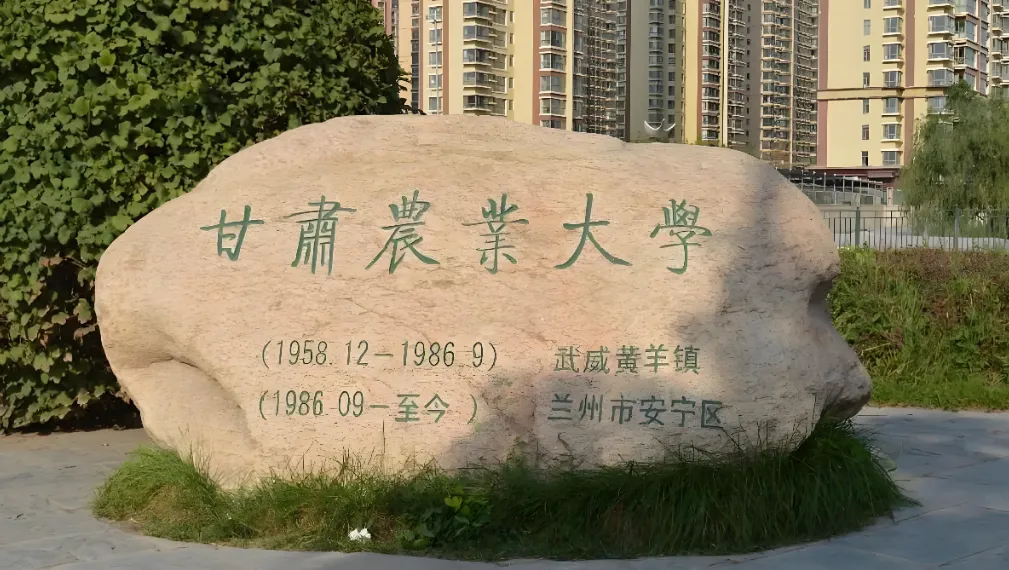 甘肅農業大學
(1958.12－1986.9) 武威黄羊镇
(1986.09－至今 ) 兰州市安宁区